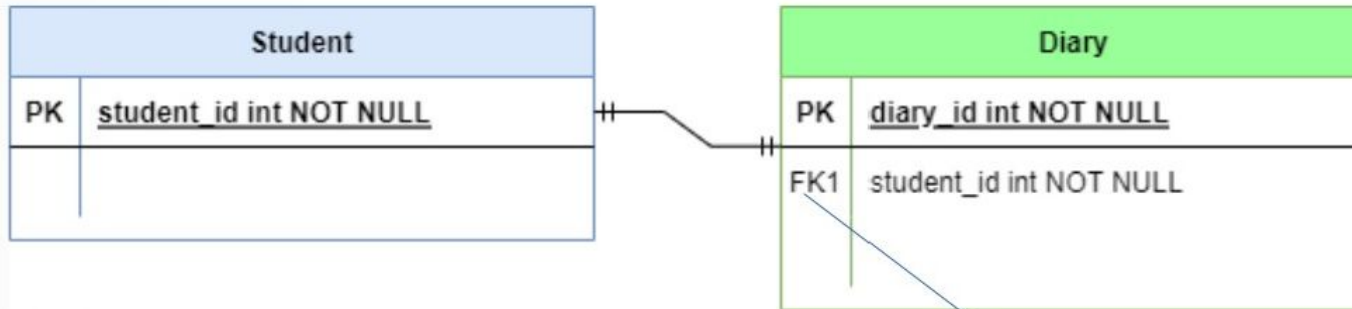 Student
PK student_id int NOT NULL
Diary
PK diary_id int NOT NULL
FK1 student_id int NOT NULL